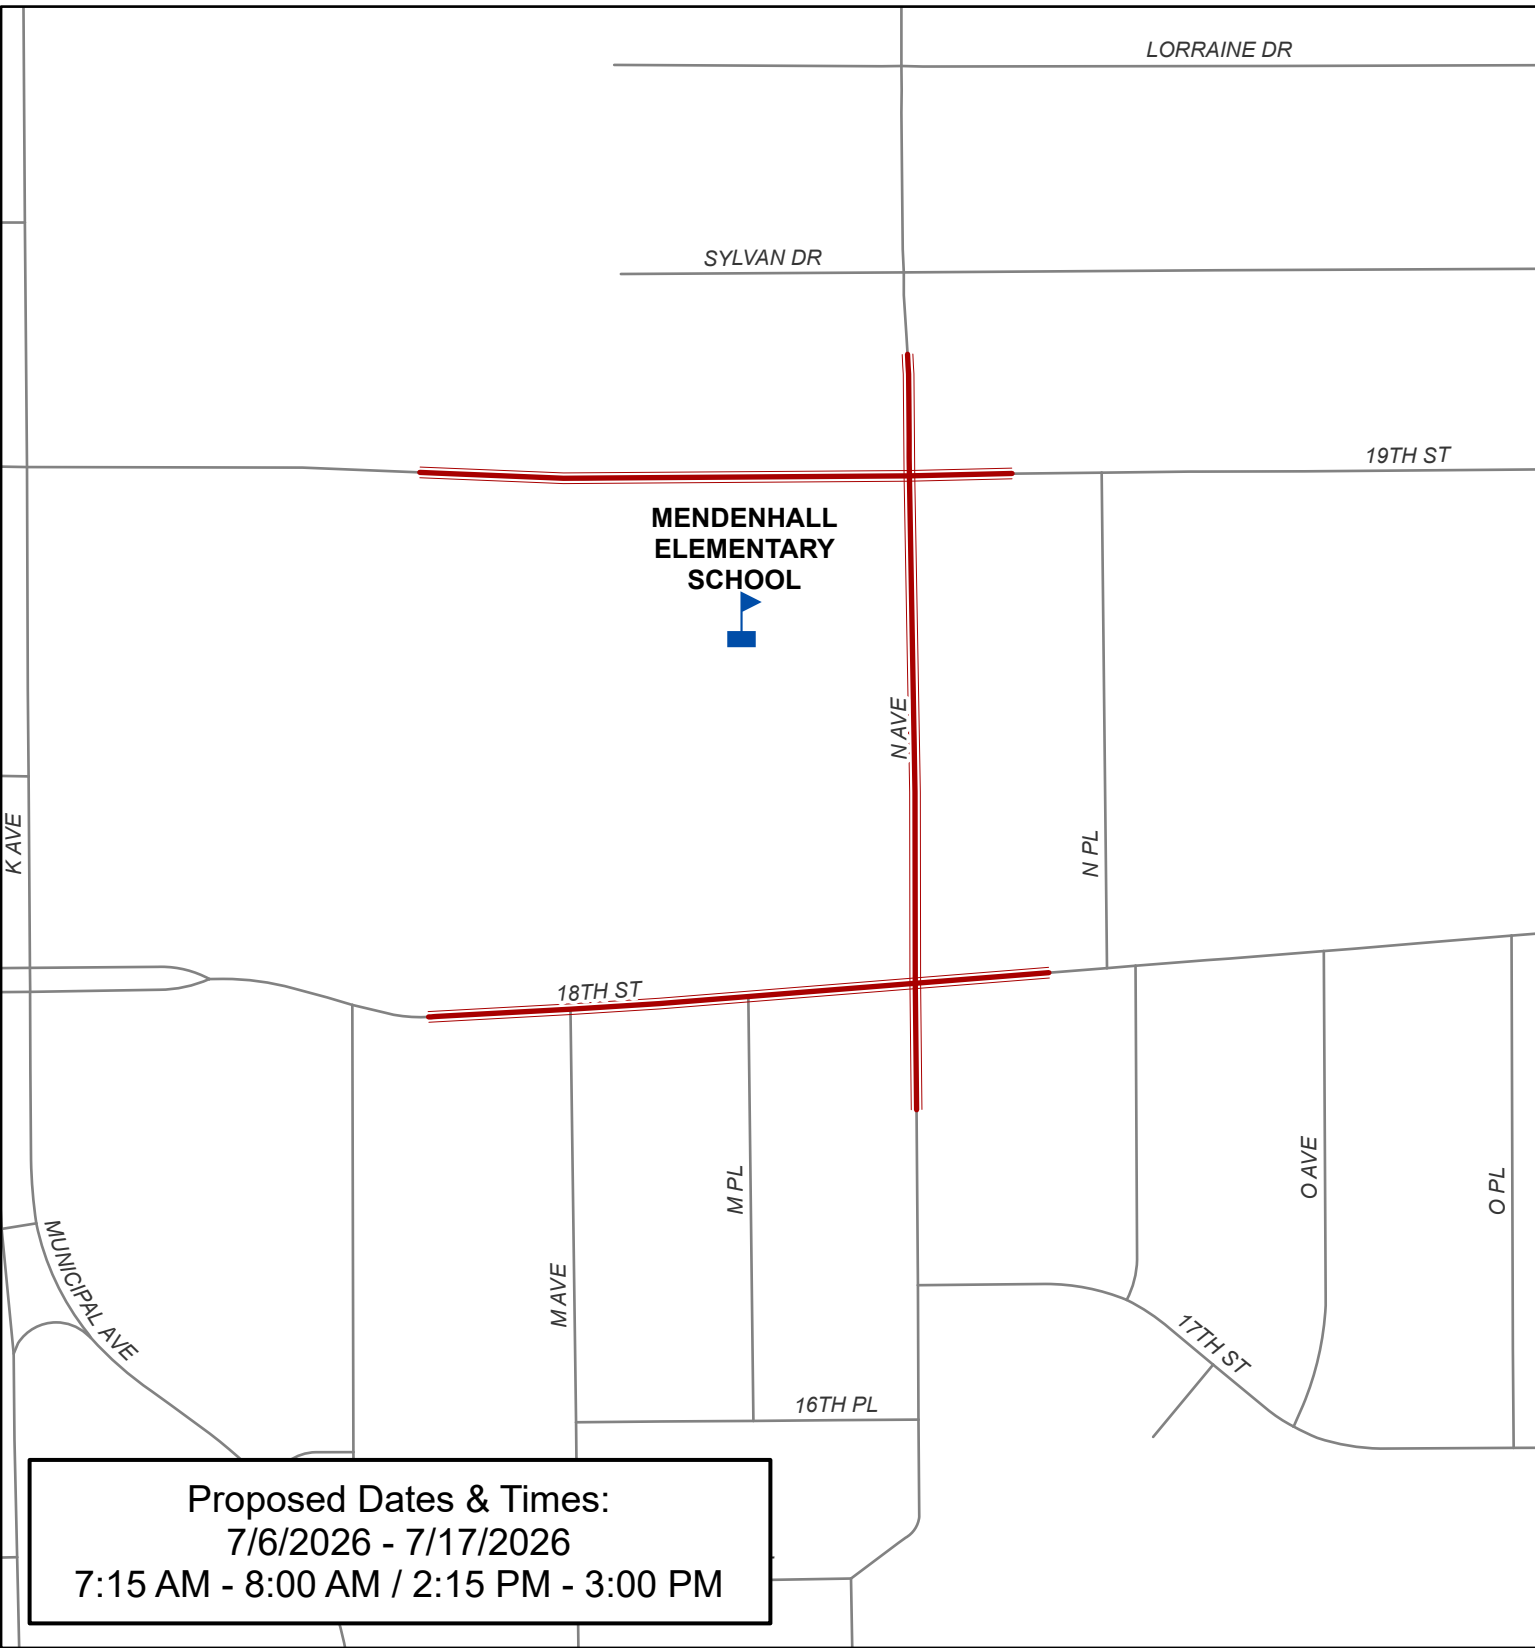 LORRAINE DR
SYLVAN DR
19TH ST
MENDENHALL
ELEMENTARY
SCHOOL
N AVE
K AVE
N PL
18TH ST
M PL
O AVE
O PL
MUNICIPAL AVE
M AVE
17TH ST
16TH PL
Proposed Dates & Times:
7/6/2026 - 7/17/2026
7:15 AM - 8:00 AM / 2:15 PM - 3:00 PM